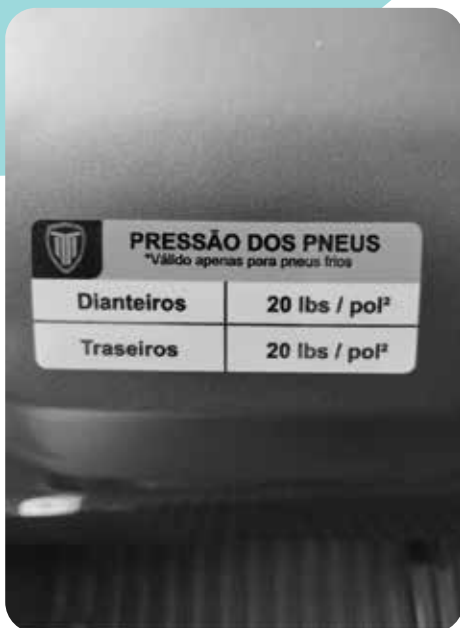 PRESSÃO DOS PNEUS
*Válido apenas para pneus frios
Dianteiros 20 lbs / pol²
Traseiros 20 lbs / pol²